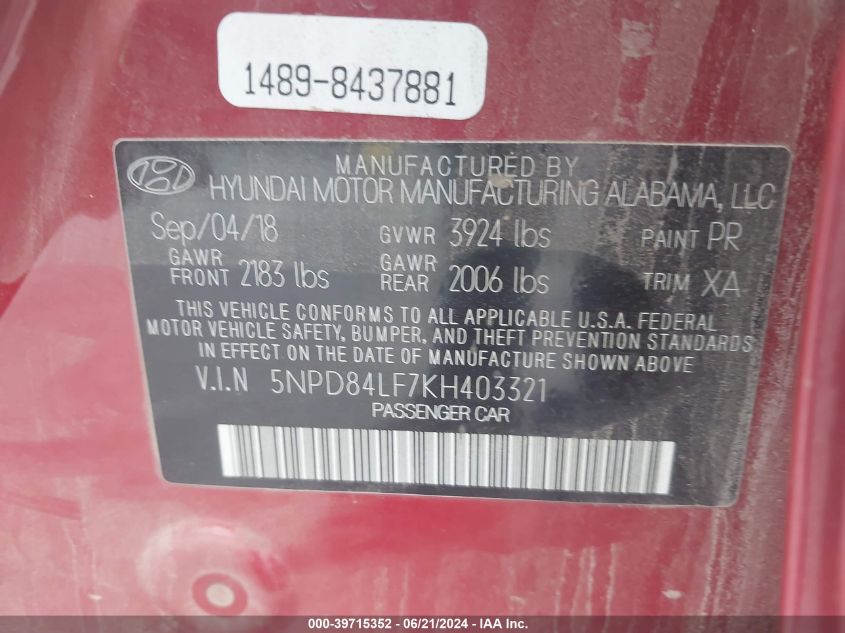 1489-8437881
MANUFACTURED BY
HYUNDAI MOTOR MANUFACTURING ALABAMA, LLC
Sep/04/18 GVWR 3924 lbs PAINT PR
GAWR FRONT 2183 lbs GAWR REAR 2006 lbs TRIM XA
THIS VEHICLE CONFORMS TO ALL APPLICABLE U.S.A. FEDERAL
MOTOR VEHICLE SAFETY, BUMPER, AND THEFT PREVENTION STANDARDS
IN EFFECT ON THE DATE OF MANUFACTURE SHOWN ABOVE
V.I.N 5NPD84LF7KH403321
PASSENGER CAR
000-39715352 - 06/21/2024 - IAA Inc.